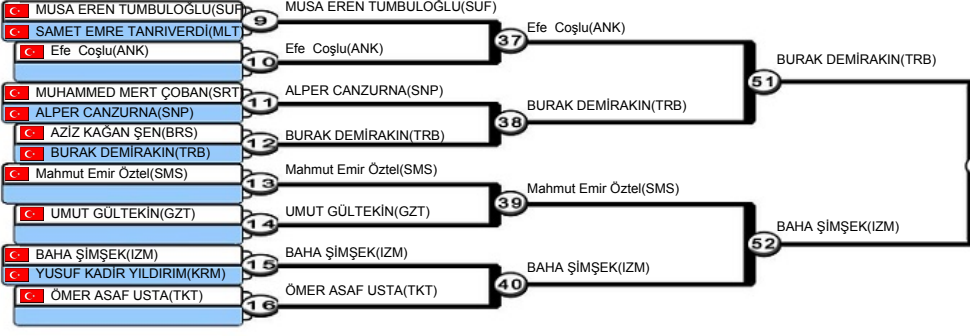 MUSA EREN TUMBULOĞLU(SUF)
SAMET EMRE TANRIVERDİ(MLT)
9
MUSA EREN TUMBULOĞLU(SUF)
Efe Coşlu(ANK)
10
Efe Coşlu(ANK)
37
Efe Coşlu(ANK)
MUHAMMED MERT ÇOBAN(SRT)
ALPER CANZURNA(SNP)
11
ALPER CANZURNA(SNP)
AZİZ KAĞAN ŞEN(BRS)
BURAK DEMİRAKIN(TRB)
12
BURAK DEMİRAKIN(TRB)
38
BURAK DEMİRAKIN(TRB)
51
BURAK DEMİRAKIN(TRB)
Mahmut Emir Öztel(SMS)
13
Mahmut Emir Öztel(SMS)
UMUT GÜLTEKİN(GZT)
14
UMUT GÜLTEKİN(GZT)
39
Mahmut Emir Öztel(SMS)
BAHA ŞİMŞEK(IZM)
YUSUF KADİR YILDIRIM(KRM)
15
BAHA ŞİMŞEK(IZM)
ÖMER ASAF USTA(TKT)
16
ÖMER ASAF USTA(TKT)
40
BAHA ŞİMŞEK(IZM)
52
BAHA ŞİMŞEK(IZM)